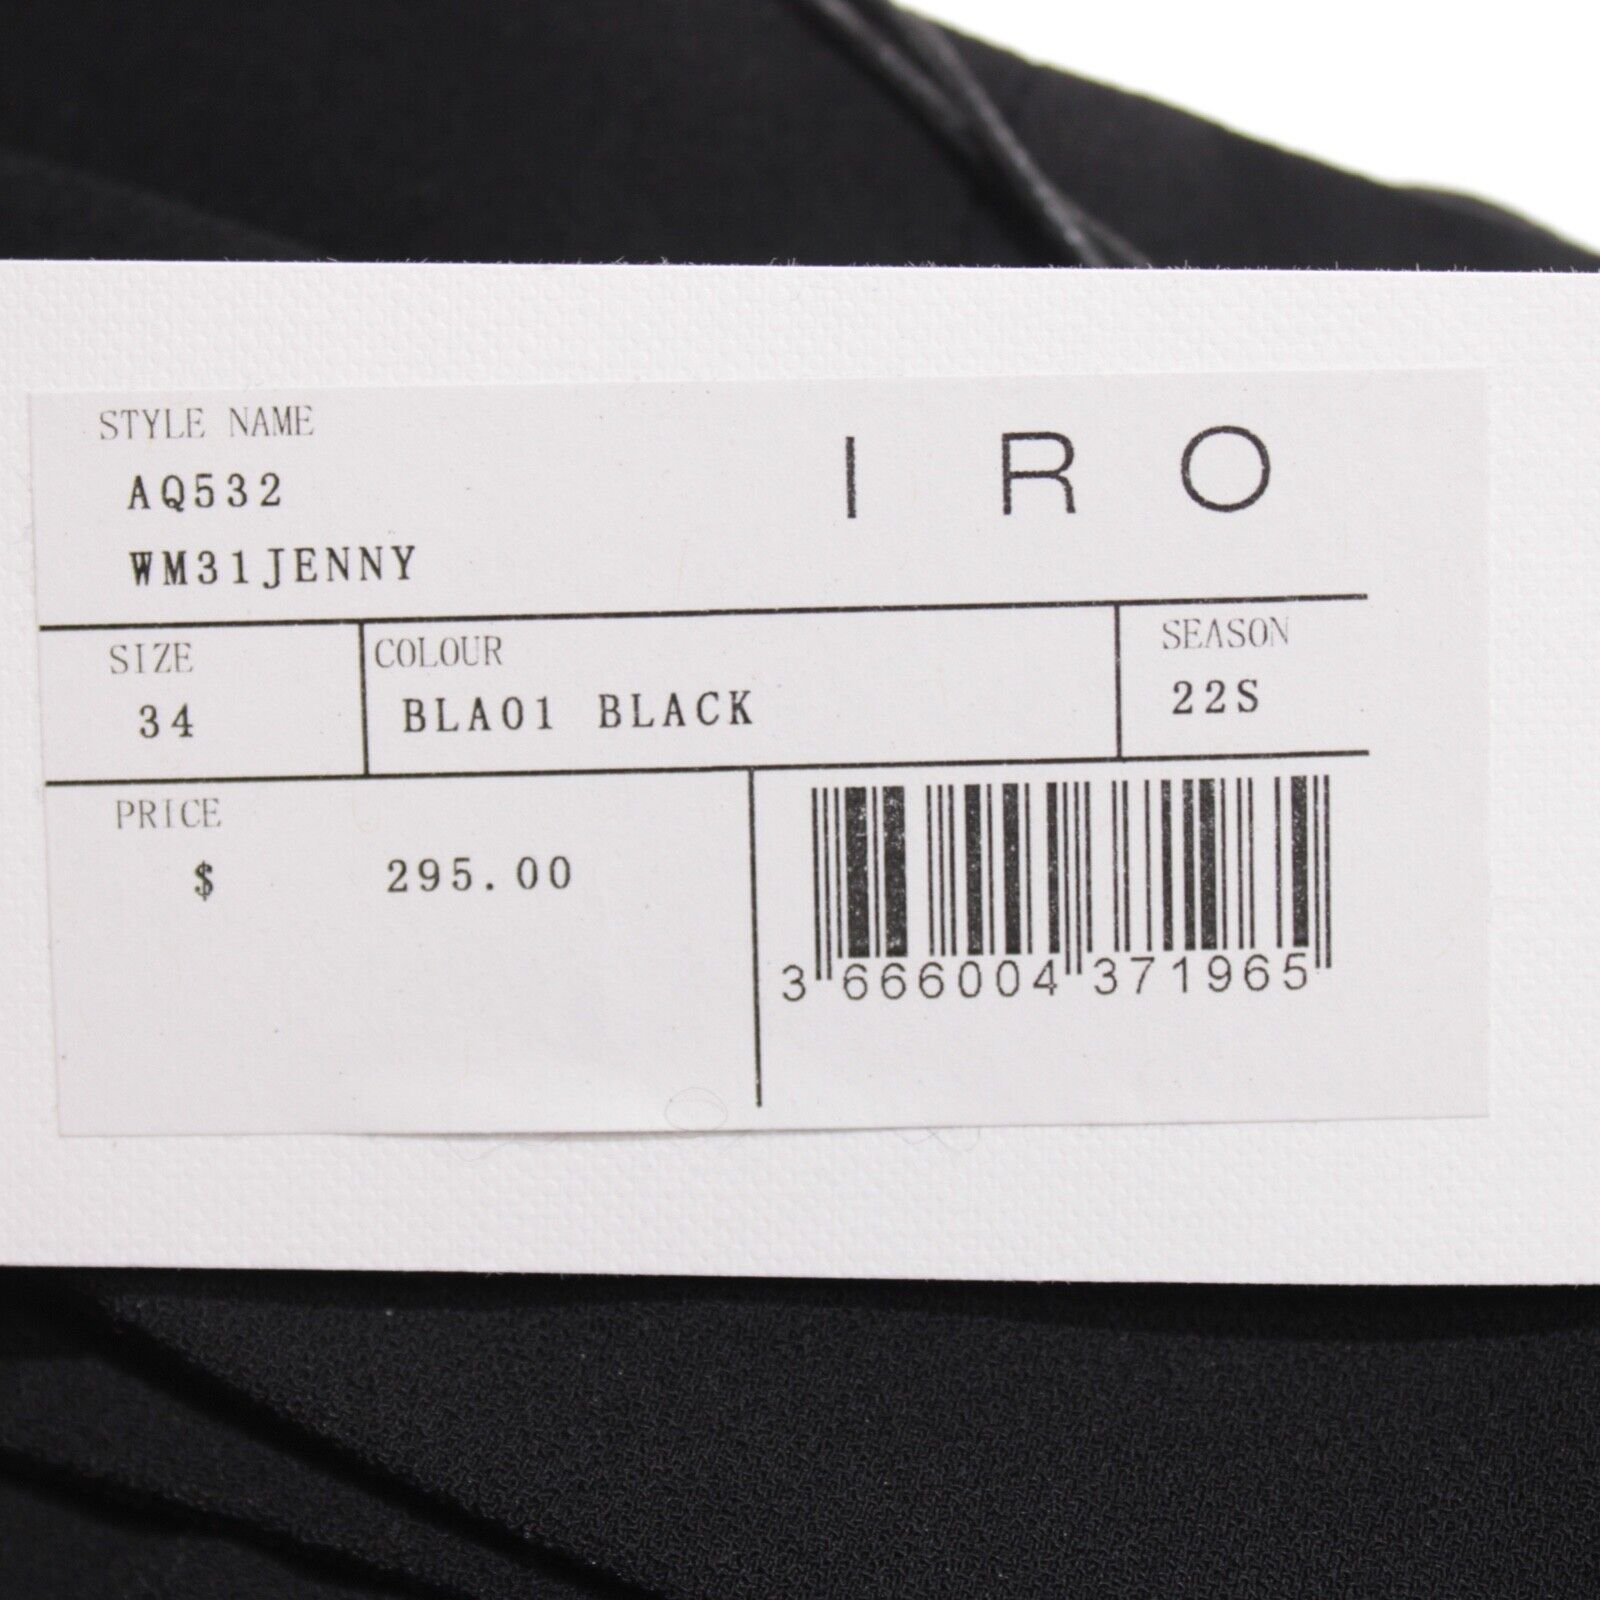 STYLE NAME
AQ532
WM31JENNY
I R O
SIZE
34
COLOUR
BLA01 BLACK
SEASON
22S
PRICE
$ 295.00
3 666004 371965